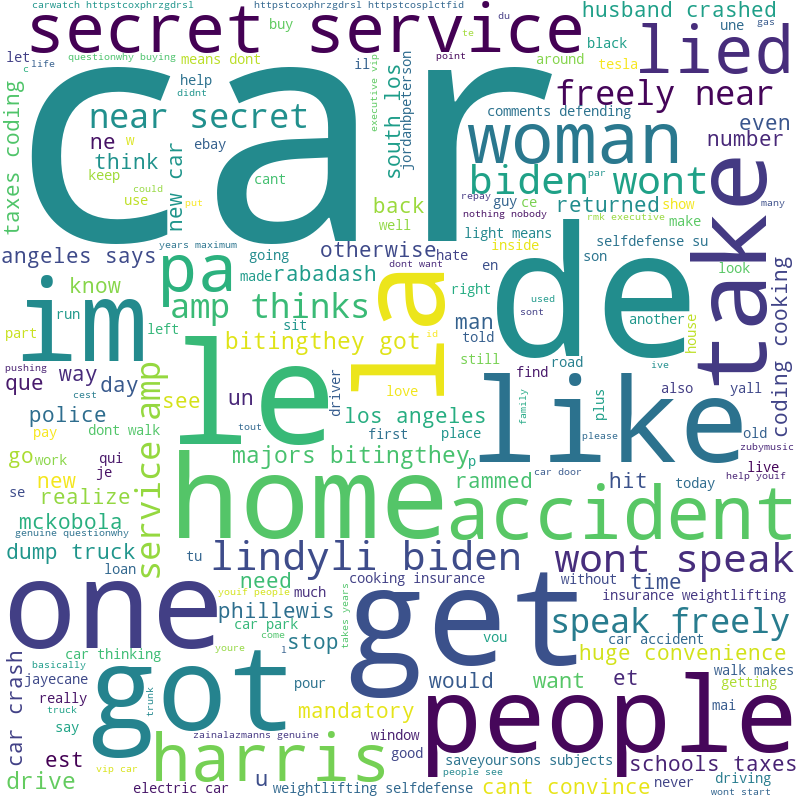 carwatch httpstcoxphrzgdrsl
httpstcoxphrzgdrsl httpstcosplctfid
du
une
gas
secret service
husband crashed
buy
te
black
lied
let
questionwhy buying
means dont
il
point
tesla
around
c
life
help
didnt
executive vip
jordanbpeterson
south los
freely near
car
taxes coding
near secret
comments defending
woman
even
ne
w
ebay
number
think
new car
keep
cant
could
par
biden wont
take
use
put
back
repay
guy
ce
returned
show
many
nothing nobody
rmk executive
make
well
light means
selfdefense su
years maximum
going
otherwise
hate
inside
son
angeles says
dont want
look
pa
made
rabadash
en
de
know
la
right
used
coding cooking
im
run
amp thinks
sont
another
house
part
left
sit
man
told
bitingthey got
id
still
road
ive
pushing
le
driver
love
find
also
yall
que
way
cest
like
day
un
family
plus
los angeles
see
old
police
tout
first
place
please
zubymusic
dont walk
service amp
go
work
pay
qui
majors bitingthey
p
car door
live
help youif
new
je
home
rammed
hit
today
se
realize
accident
mckobola
genuine questionwhy
dump truck
tu
lindyli biden
wont speak
loan
need
cooking insurance
without
time
one
youif people
much
get
insurance weightlifting
phillewis
takes years
speak freely
come
car park
l
stop
vou
car accident
youre
huge convenience
car crash
basically
car thinking
got
walk makes
jayecane
pour
would
want
et
getting
really
trunk
mandatory
people
mai
truck
say
zainalazmanns genuine
window
est
harris
good
saveyoursons subjects
schools taxes
vip car
u
people see
drive
electric car
weightlifting selfdefense
cant convince
never
driving
wont start